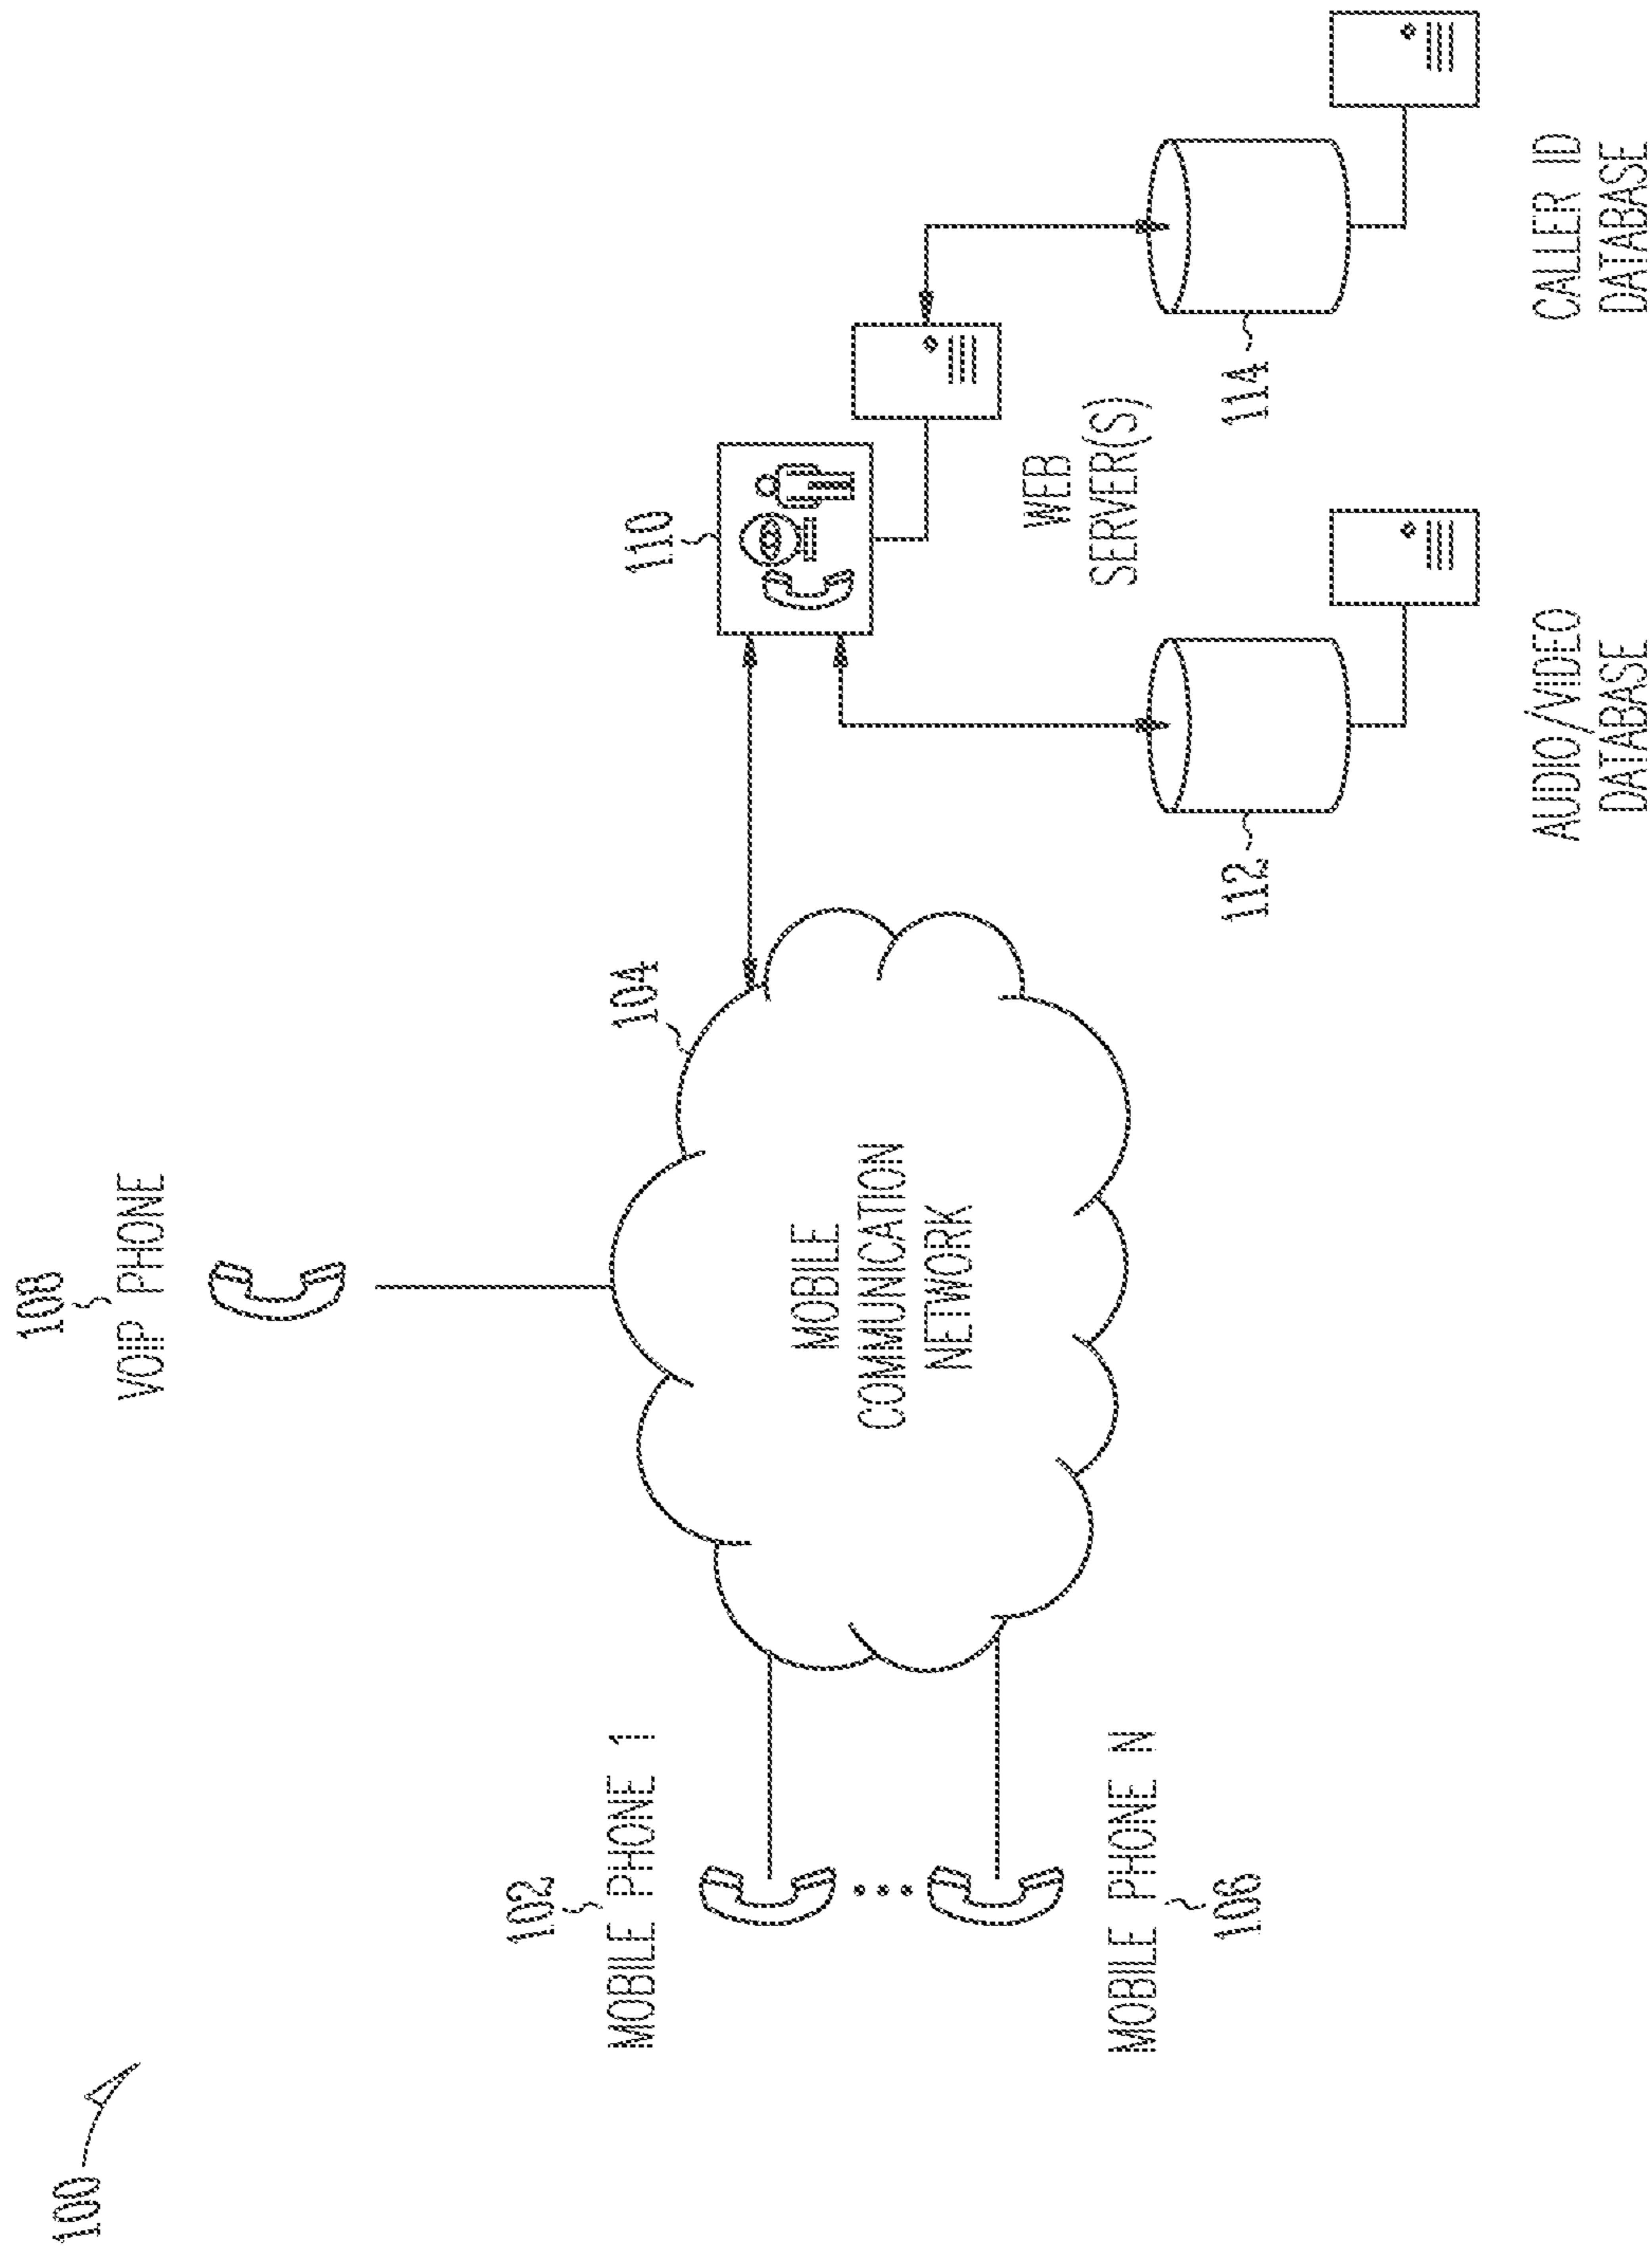 100
108
VOIP PHONE
102
MOBILE PHONE 1
MOBILE PHONE N
106
104
MOBILE
COMMUNICATION
NETWORK
110
WEB
SERVER(S)
112
AUDIO/VIDEO
DATABASE
114
CALLER ID
DATABASE